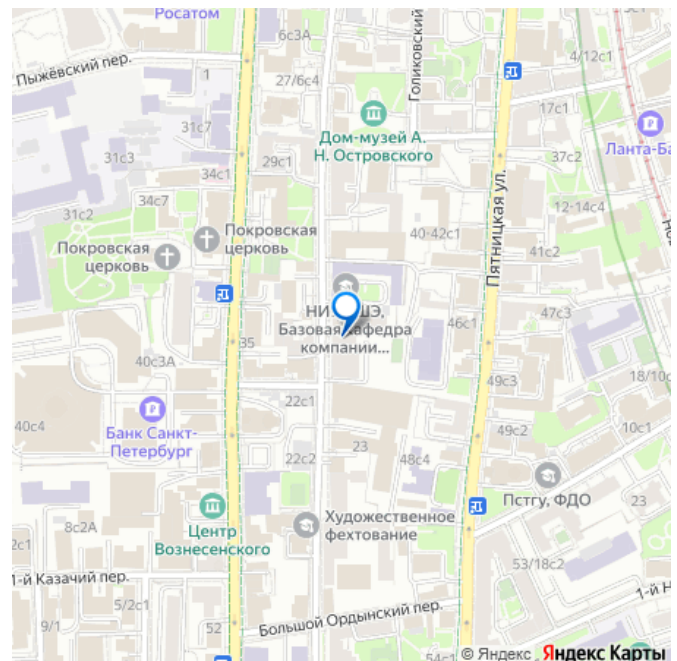 Росатом
6с3А
Голиковский
4/12с1
Пыжёвский пер.
1
27/6с4
17с1
Дом-музей А.
Н. Островского
Ланта-Ба
31с7
31с3
29с1
37с2
34с7
34с1
12-14с4
31с2
Покровская
церковь
Покровская
церковь
40-42с1
41с2
Пятницкая ул.
НИ
ШЭ,
Базовая кафедра
компании...
47с3
46с1
35
40с3А
49с3
18/10с
22с1
40с4
Банк Санкт-
Петербург
49с2
10с1
23
22с2
48с4
Пстгу, ФДО
23
Художественное
фехтование
8с2А
Центр
Вознесенского
53/18с2
1-й Казачий пер.
1-й Н
5/2с1
Большой Ордынский пер.
9/1
52
54с1
© Яндекс Яндекс Карты